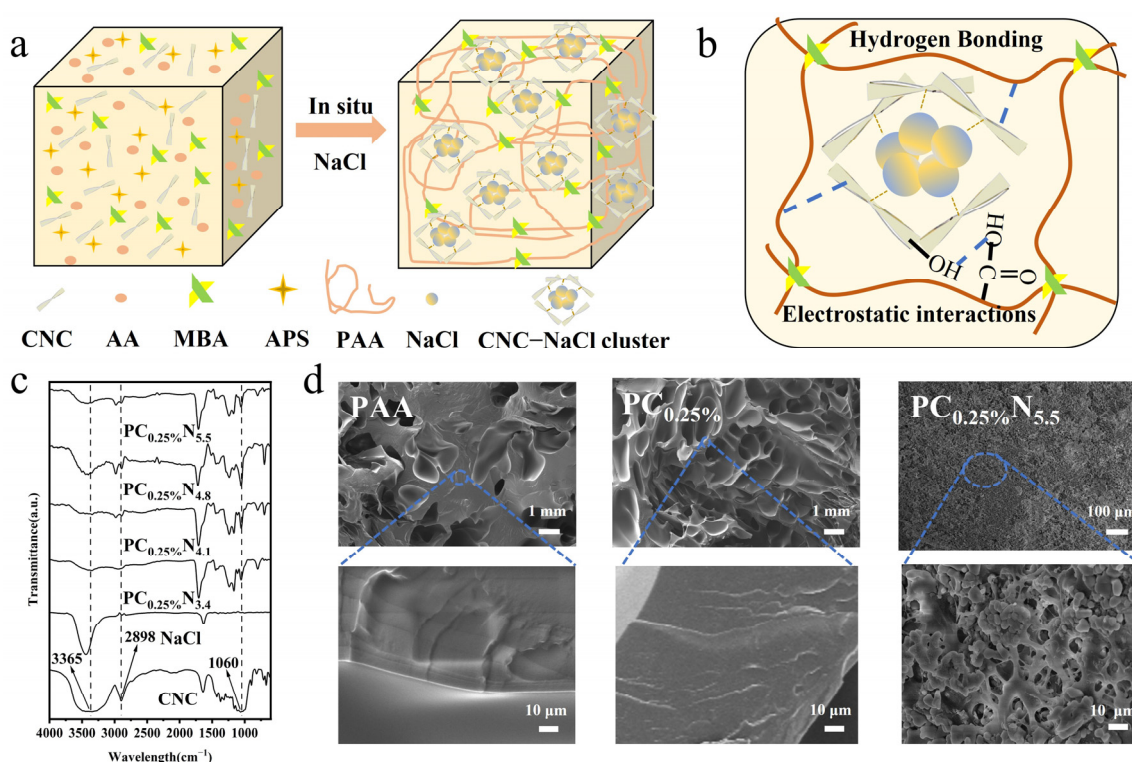 a
In situ
NaCl
CNC AA MBA APS PAA NaCl CNC−NaCl cluster
b
Hydrogen Bonding
OH
HO
C
O
Electrostatic interactions
c
Transmittance(a.u.)
PC0.25%N5.5
PC0.25%N4.8
PC0.25%N4.1
PC0.25%N3.4
NaCl
3365
2898
1060
CNC
4000 3500 3000 2500 2000 1500 1000
Wavelength(cm⁻¹)
d
PAA
1 mm
PC0.25%
1 mm
PC0.25%N5.5
100 μm
10 μm
10 μm
10 μm